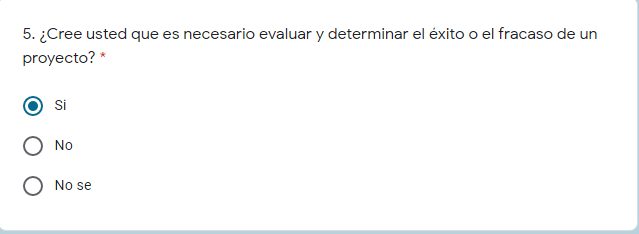 5. ¿Cree usted que es necesario evaluar y determinar el éxito o el fracaso de un
proyecto? *
Si
No
No se